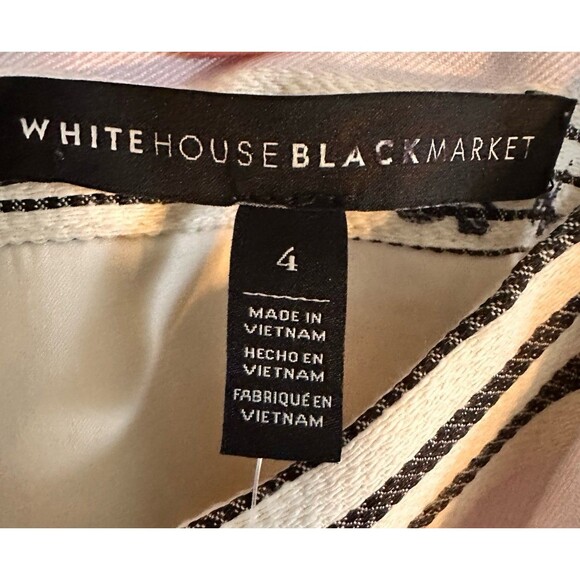 WHITEHOUSEBLACKMARKET
4
MADE IN
VIETNAM
HECHO EN
VIETNAM
FABRIQUÉ EN
VIETNAM